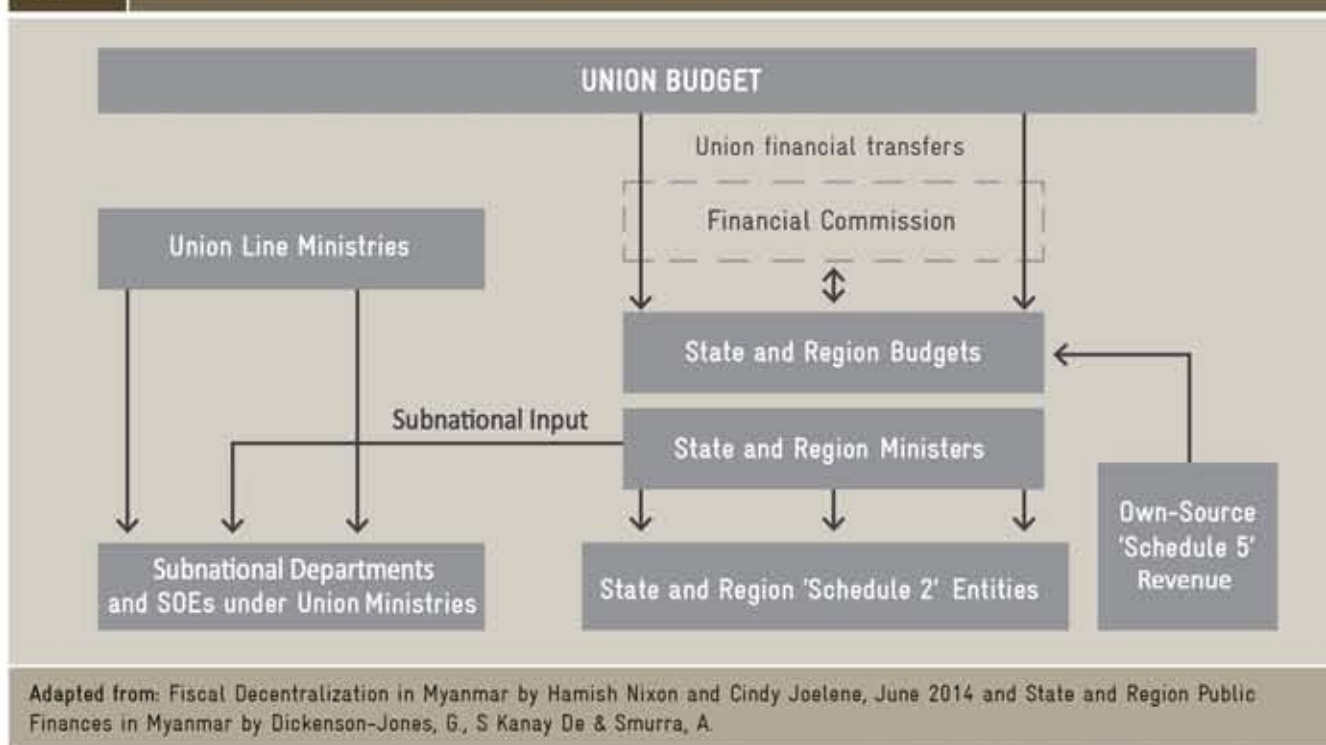 UNION BUDGET
Union financial transfers
Financial Commission
Union Line Ministries
State and Region Budgets
Subnational Input
State and Region Ministers
Own-Source
'Schedule 5'
Revenue
Subnational Departments
and SOEs under Union Ministries
State and Region 'Schedule 2' Entities
Adapted from: Fiscal Decentralization in Myanmar by Hamish Nixon and Cindy Joelene, June 2014 and State and Region Public
Finances in Myanmar by Dickenson-Jones, G., S Kanay De & Smurra, A.